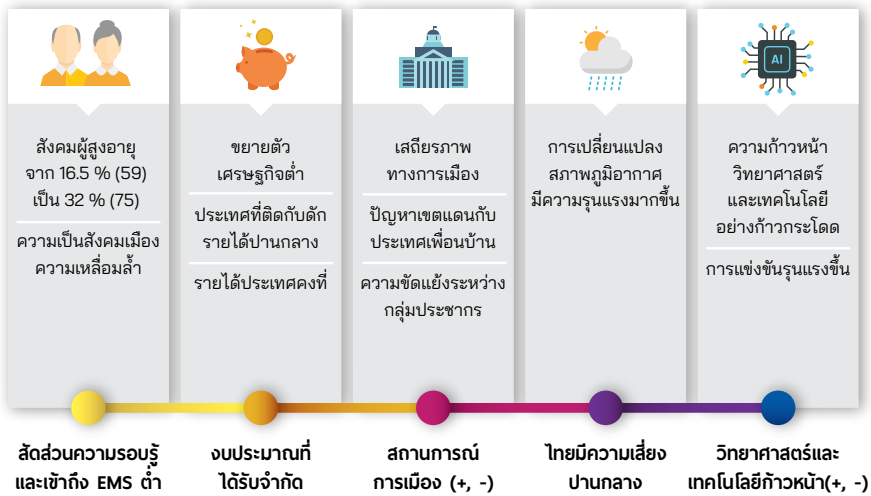 สังคมผู้สูงอายุ
จาก 16.5 % (59)
เป็น 32 % (75)
ความเป็นสังคมเมือง
ความเหลื่อมล้ำ
ขยายตัว
เศรษฐกิจต่ำ
ประเทศที่ติดกับดัก
รายได้ปานกลาง
รายได้ประเทศคงที่
เสถียรภาพ
ทางการเมือง
ปัญหาเขตแดนกับ
ประเทศเพื่อนบ้าน
ความขัดแย้งระหว่าง
กลุ่มประชากร
การเปลี่ยนแปลง
สภาพภูมิอากาศ
มีความรุนแรงมากขึ้น
AI
ความก้าวหน้า
วิทยาศาสตร์
และเทคโนโลยี
อย่างก้าวกระโดด
การแข่งขันรุนแรงขึ้น
สัดส่วนความรอบรู้
และเข้าถึง EMS ต่ำ
งบประมาณที่
ได้รับจำกัด
สถานการณ์
การเมือง (+, -)
ไทยมีความเสี่ยง
ปานกลาง
วิทยาศาสตร์และ
เทคโนโลยีก้าวหน้า(+, -)